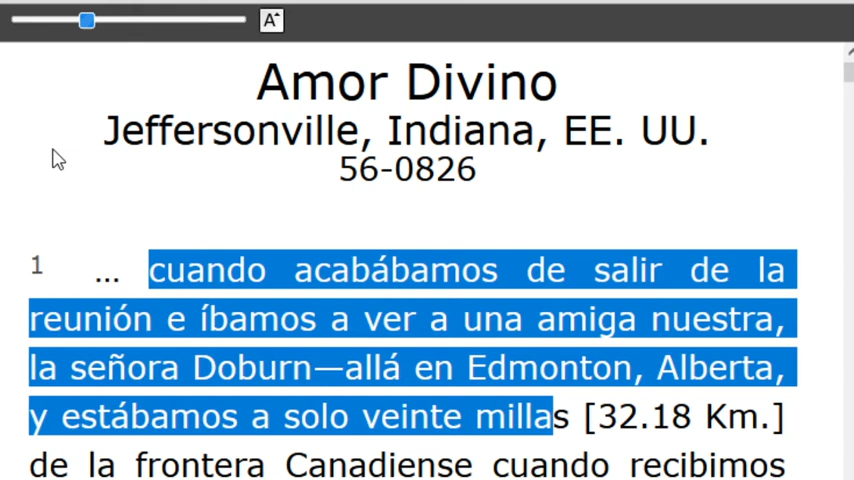 A
Amor Divino
Jeffersonville, Indiana, EE. UU.
56-0826
1 ... cuando acabábamos de salir de la
reunión e íbamos a ver a una amiga nuestra,
la señora Doburn—allá en Edmonton, Alberta,
y estábamos a solo veinte millas [32.18 Km.]
de la frontera Canadiense cuando recibimos